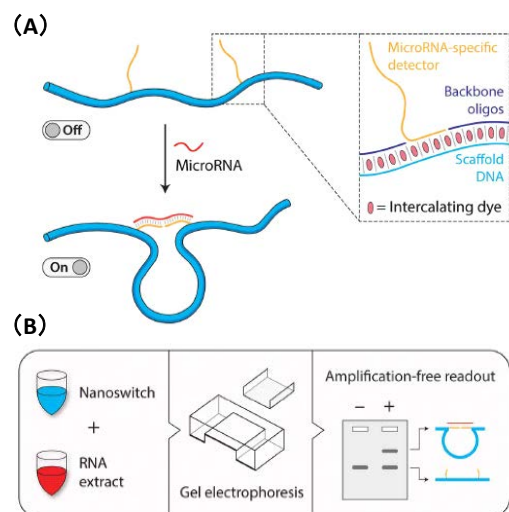 (A)
MicroRNA-specific
detector
Backbone
oligos
Off
MicroRNA
Scaffold
DNA
= Intercalating dye
On
(B)
Nanoswitch
+
RNA
extract
Gel electrophoresis
Amplification-free readout
− +